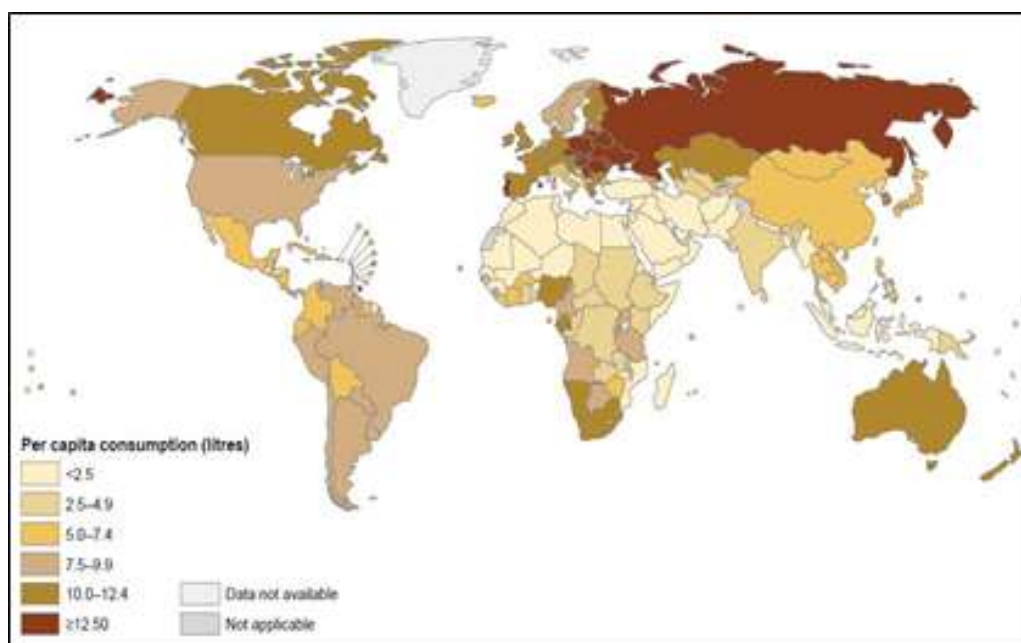 Per capita consumption (litres)
<2.5
2.5–4.9
5.0–7.4
7.5–9.9
10.0–12.4
≥12.50
Data not available
Not applicable